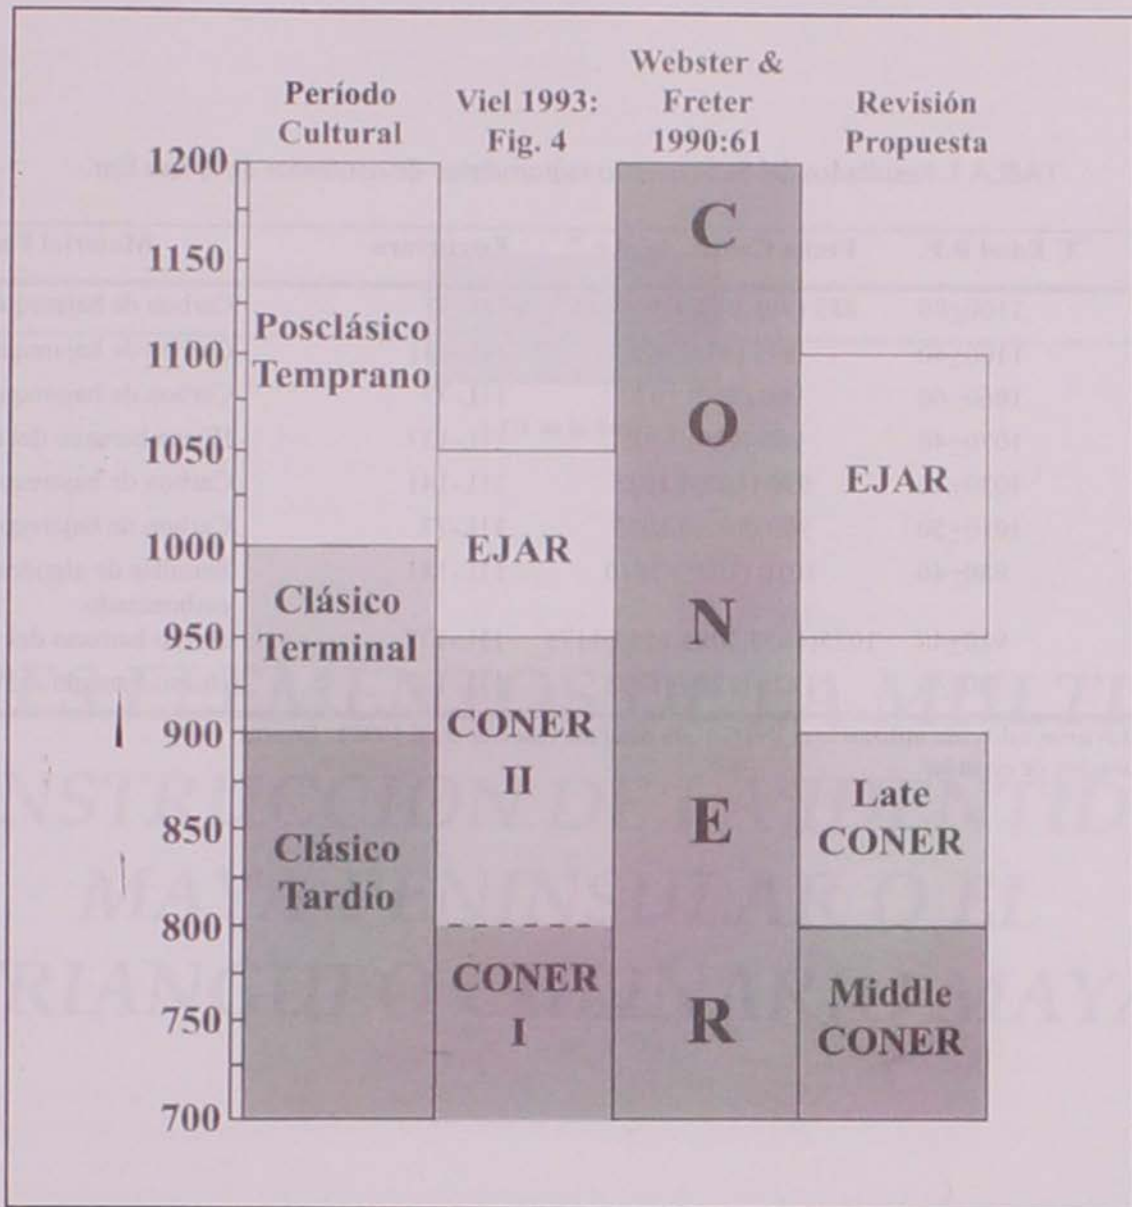 Período
Cultural
Viel 1993:
Fig. 4
Webster &
Freter
1990:61
Revisión
Propuesta
1200
1150
1100
1050
1000
950
900
850
800
750
700
Posclásico
Temprano
Clásico
Terminal
Clásico
Tardío
EJAR
CONER
II
CONER
I
C
O
N
E
R
EJAR
Late
CONER
Middle
CONER